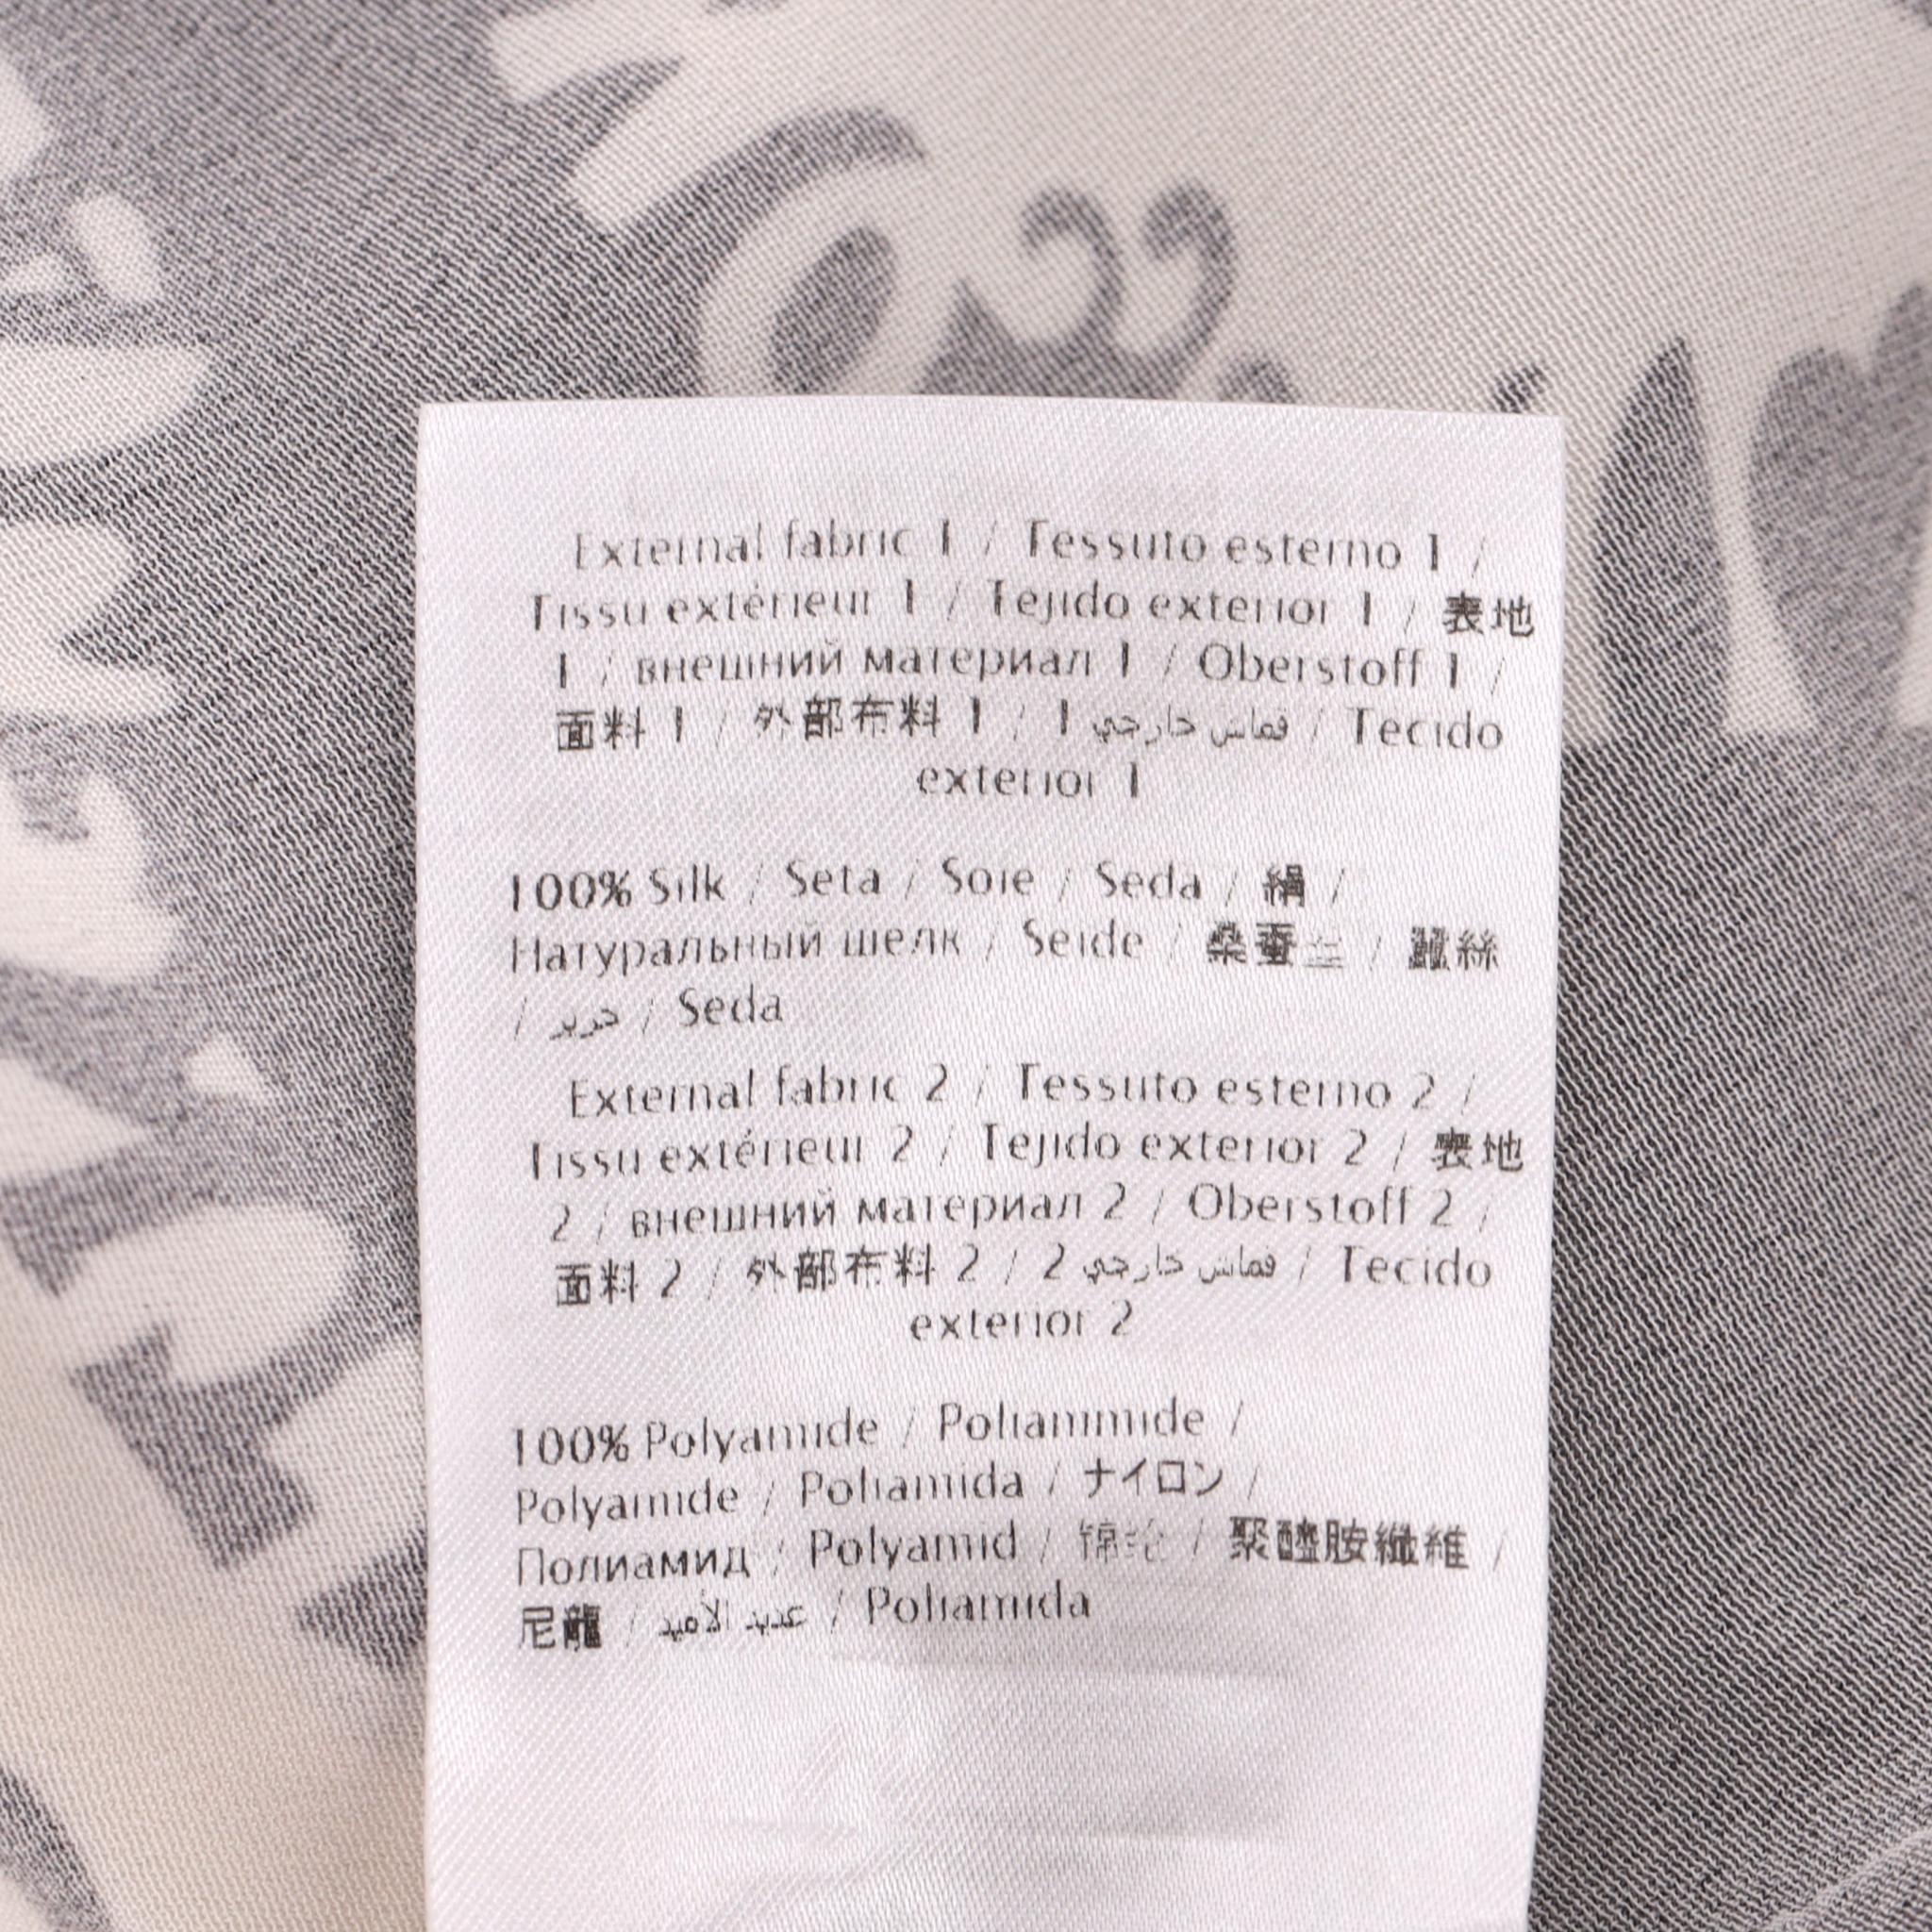 External fabric 1 / Tessuto esterno 1 /
Tissu extérieur 1 / Tejido exterior 1 / 表地
1 / внешний материал 1 / Oberstoff 1 /
面料 1 / 外部布料 1 / 1 قماش خارجي / Tecido
exterior 1
100% Silk / Seta / Soie / Seda / 絹 /
Натуральный шелк / Seide / 桑蚕丝 / 蠶絲
/ حرير / Seda
External fabric 2 / Tessuto esterno 2 /
Tissu extérieur 2 / Tejido exterior 2 / 表地
2 / внешний материал 2 / Oberstoff 2 /
面料 2 / 外部布料 2 / 2 قماش خارجي / Tecido
exterior 2
100% Polyamide / Poliammide /
Polyamide / Poliamida / ナイロン /
Полиамид / Polyamid / 锦纶 / 聚醯胺纖維 /
尼龍 / عديد الأميد / Poliamida